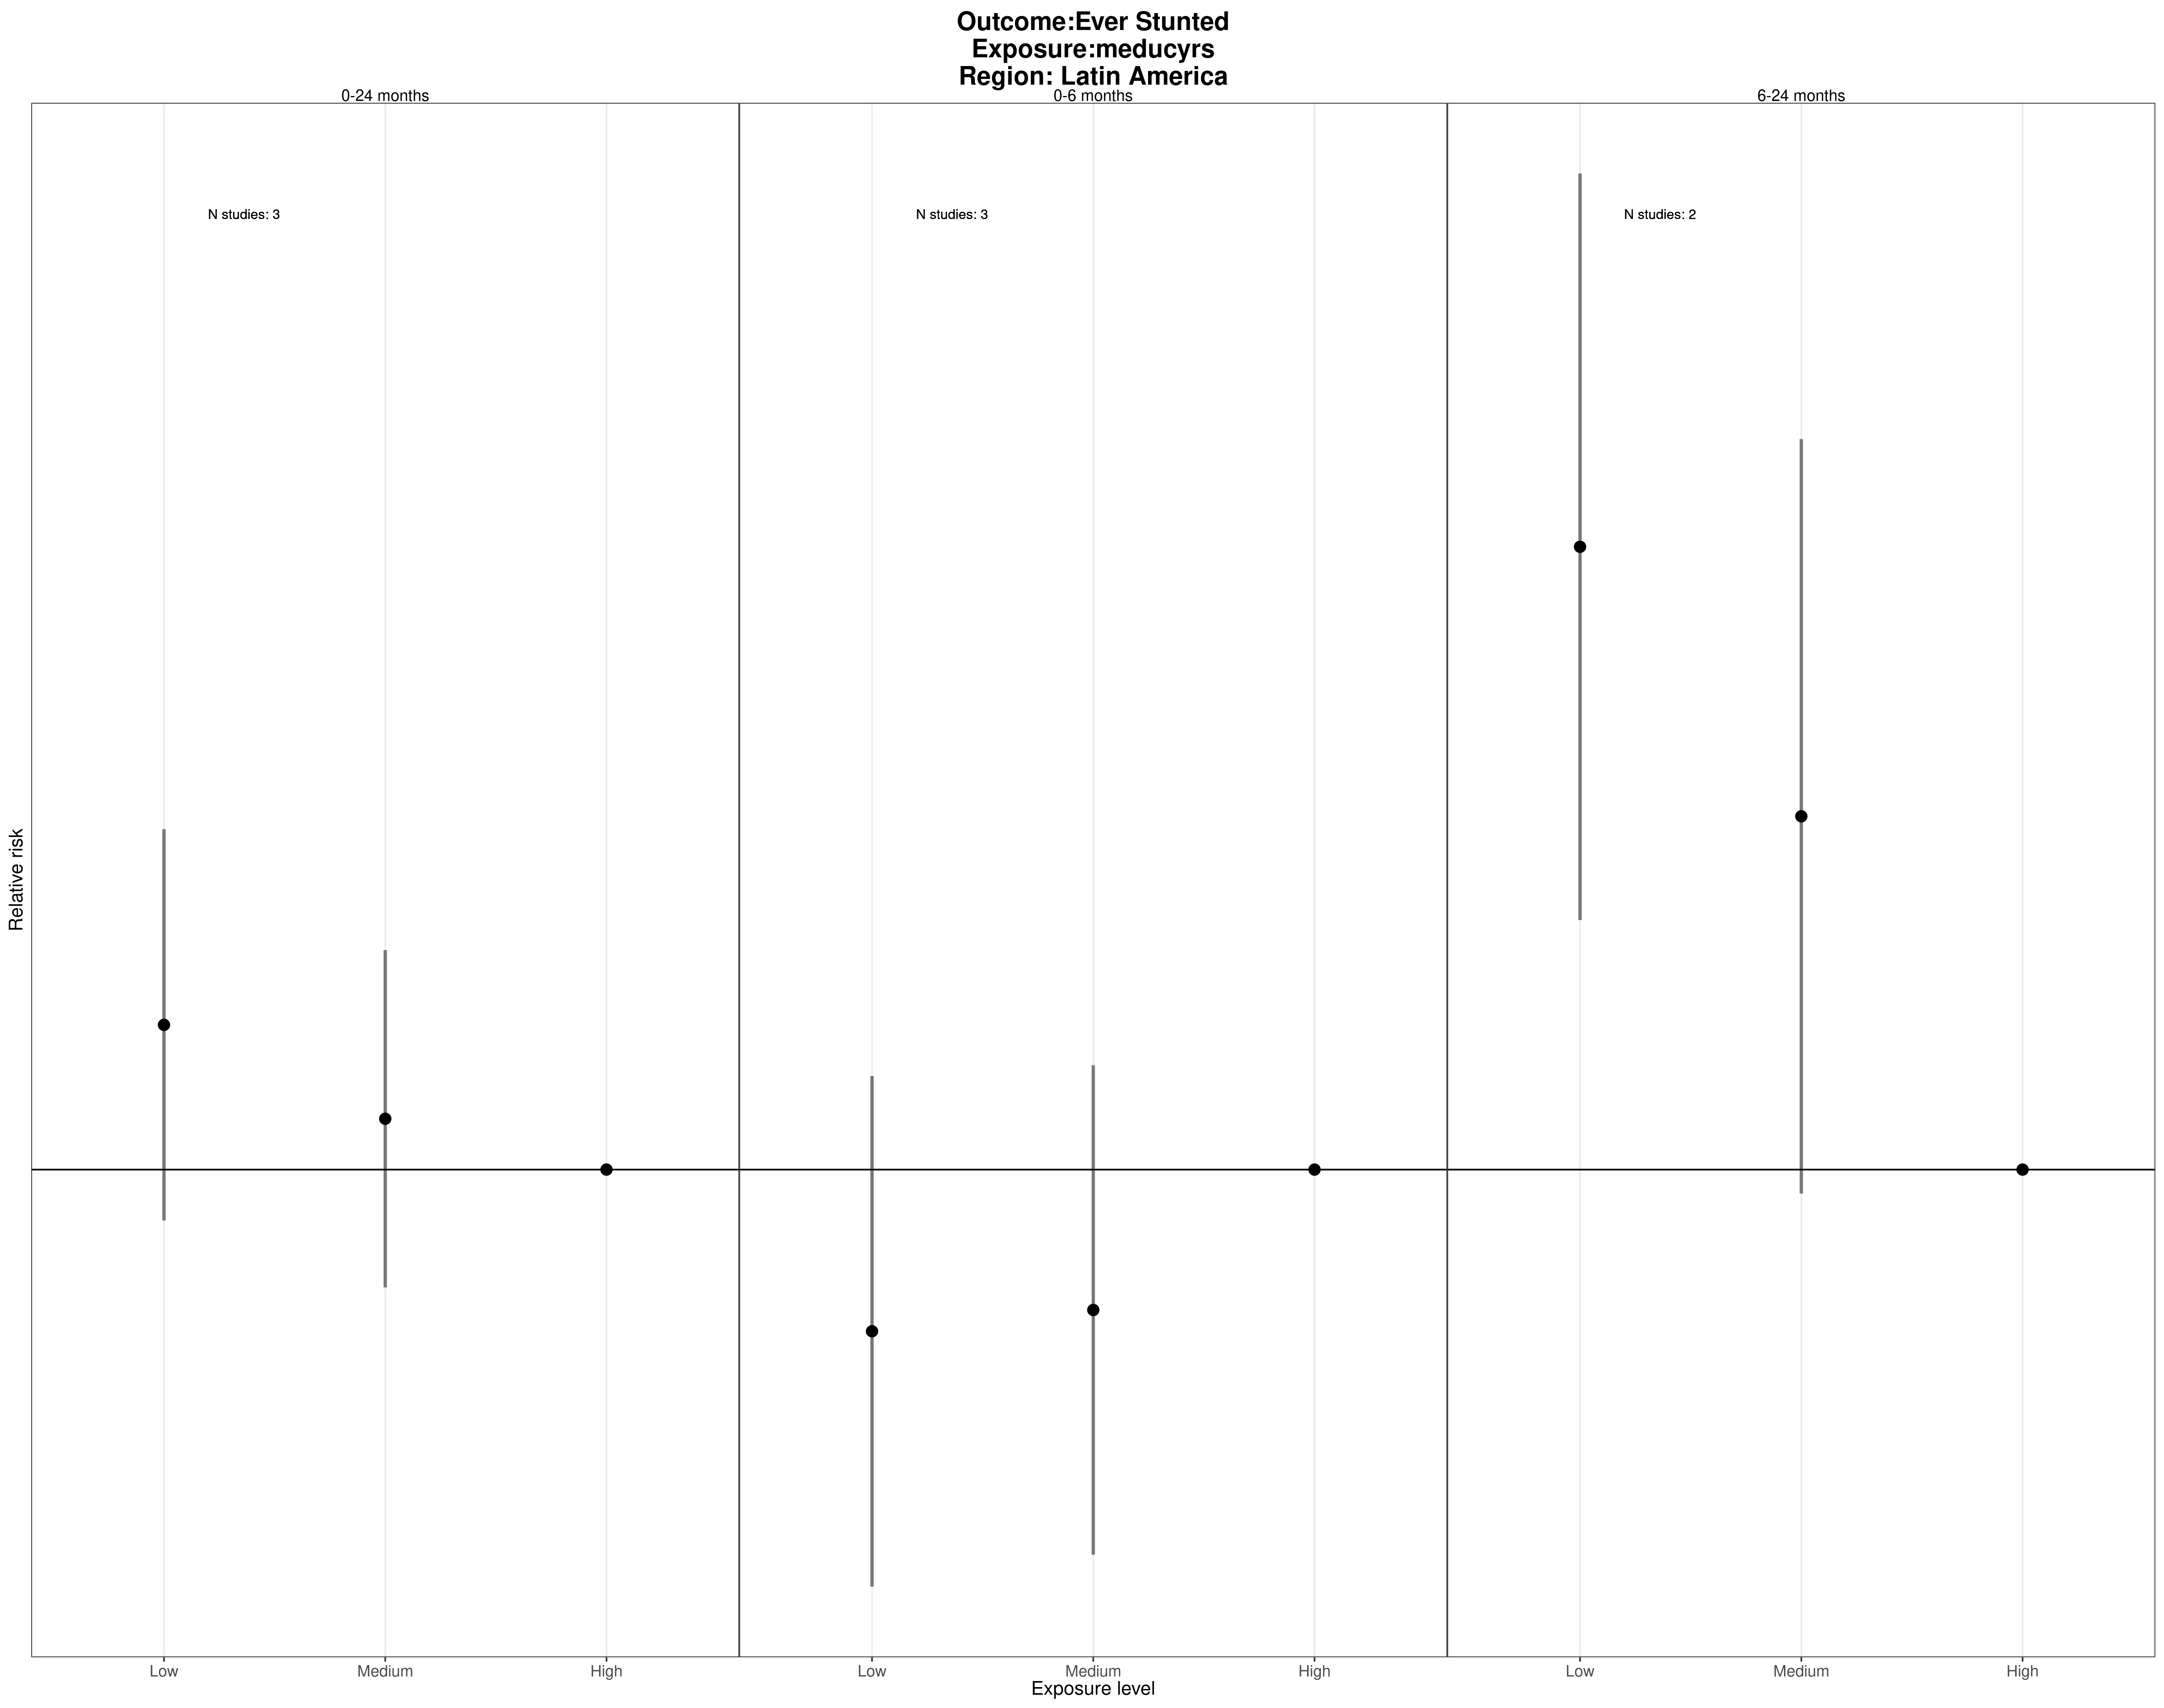 Outcome:Ever Stunted
Exposure:meducyrs
Region: Latin America
0-24 months
0-6 months
6-24 months
N studies: 3
N studies: 3
N studies: 2
Relative risk
Low
Medium
High
Low
Medium
High
Low
Medium
High
Exposure level